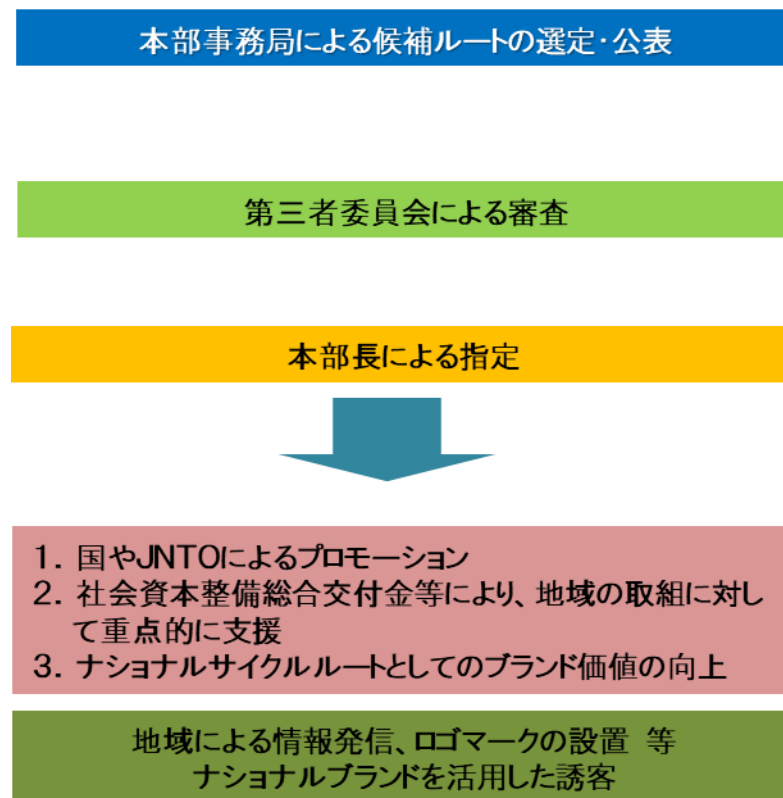 本部事務局による候補ルートの選定・公表
第三者委員会による審査
本部長による指定
1. 国やJNTOによるプロモーション
2. 社会資本整備総合交付金等により、地域の取組に対し
て重点的に支援
3. ナショナルサイクルルートとしてのブランド価値の向上
地域による情報発信、ロゴマークの設置 等
ナショナルブランドを活用した誘客